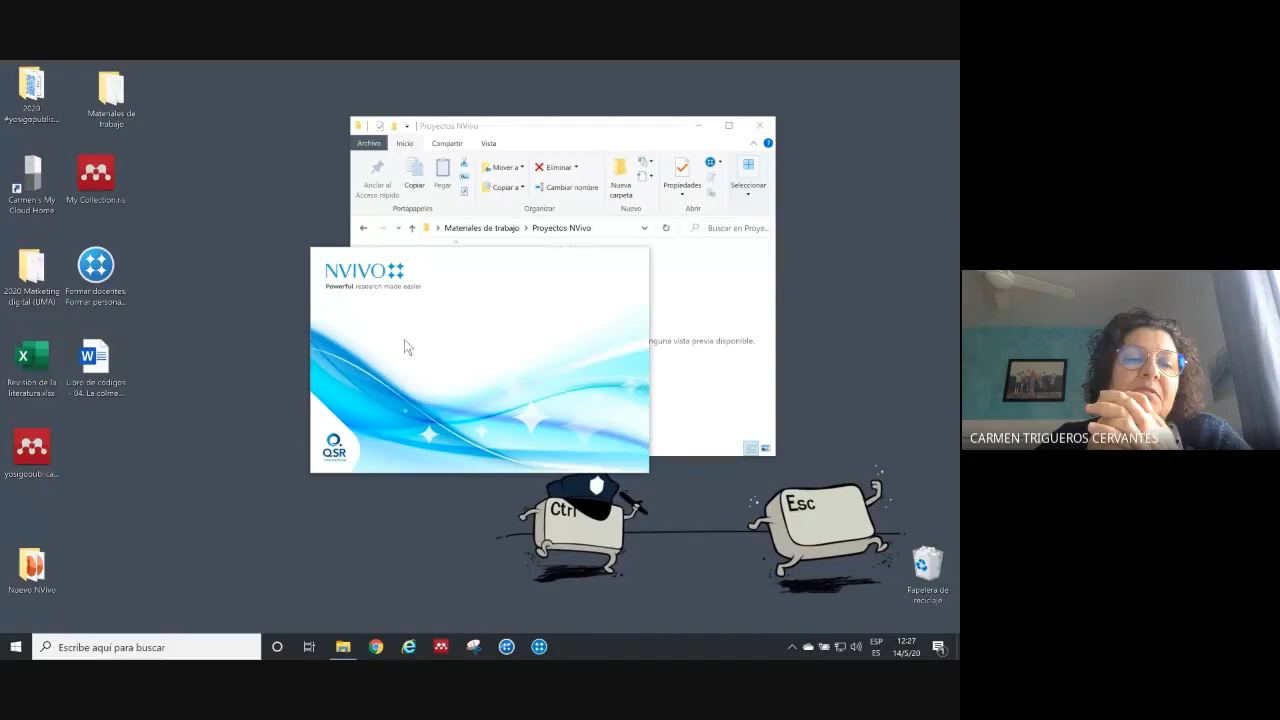 2020
#yosigopublic...
Materiales de
trabajo
Carmen's My
Cloud Home
My Collection.ris
2020 Matketing
digital (UMA)
Formar docentes,
Formar persona...
Revisión de la
literatura.xlsx
Libro de códigos
- 04. La colme...
yosigopublica...
Nuevo NVivo
Proyectos NVivo
Archivo
Inicio
Compartir
Vista
Anclar al
Acceso rápido
Copiar
Pegar
Mover a
Copiar a
Eliminar
Cambiar nombre
Nueva
carpeta
Propiedades
Seleccionar
Portapapeles
Organizar
Nuevo
Abrir
Materiales de trabajo > Proyectos NVivo
Buscar en Proye...
NVIVO
Powerful research made easier
QSR
International
nguna vista previa disponible.
Ctrl
Esc
Papelera de
reciclaje
Escribe aquí para buscar
ESP
ES
12:27
14/5/20
CARMEN TRIGUEROS CERVANTES